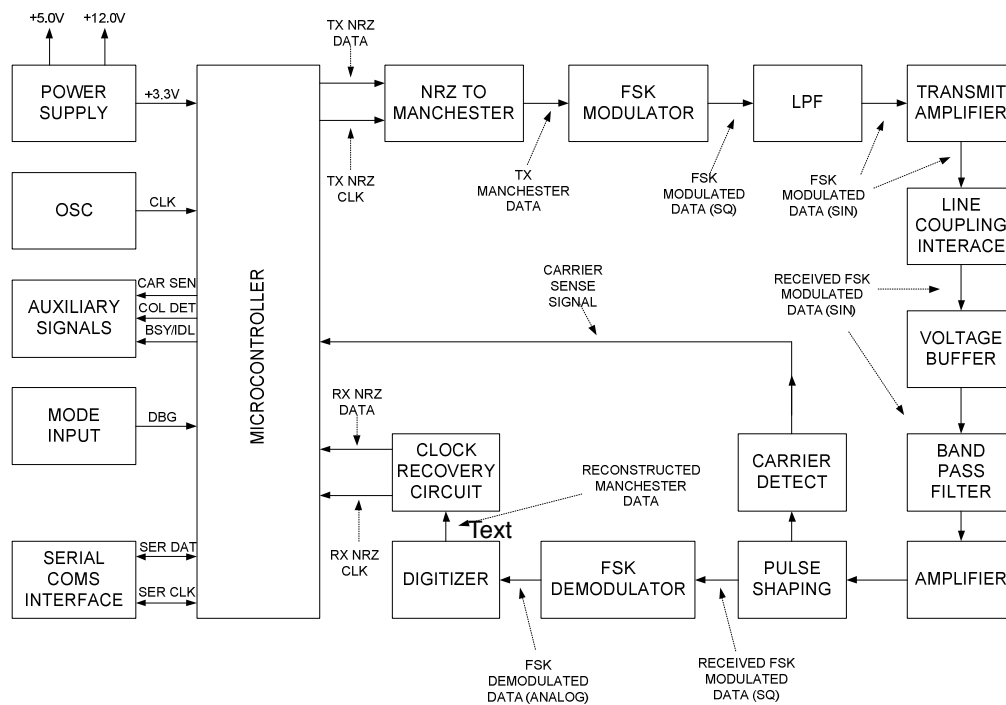 +5.0V
+12.0V
POWER
SUPPLY
+3.3V
OSC
CLK
AUXILIARY
SIGNALS
CAR SEN
COL DET
BSY/IDL
MODE
INPUT
DBG
SERIAL
COMS
INTERFACE
SER DAT
SER CLK
MICROCONTROLLER
TX NRZ
DATA
TX NRZ
CLK
NRZ TO
MANCHESTER
TX
MANCHESTER
DATA
FSK
MODULATOR
FSK
MODULATED
DATA (SQ)
LPF
FSK
MODULATED
DATA (SIN)
TRANSMIT
AMPLIFIER
LINE
COUPLING
INTERACE
RECEIVED FSK
MODULATED
DATA (SIN)
VOLTAGE
BUFFER
BAND
PASS
FILTER
AMPLIFIER
PULSE
SHAPING
CARRIER
DETECT
CARRIER
SENSE
SIGNAL
RECEIVED FSK
MODULATED
DATA (SQ)
FSK
DEMODULATOR
FSK
DEMODULATED
DATA (ANALOG)
DIGITIZER
Text
RECONSTRUCTED
MANCHESTER
DATA
CLOCK
RECOVERY
CIRCUIT
RX NRZ
DATA
RX NRZ
CLK